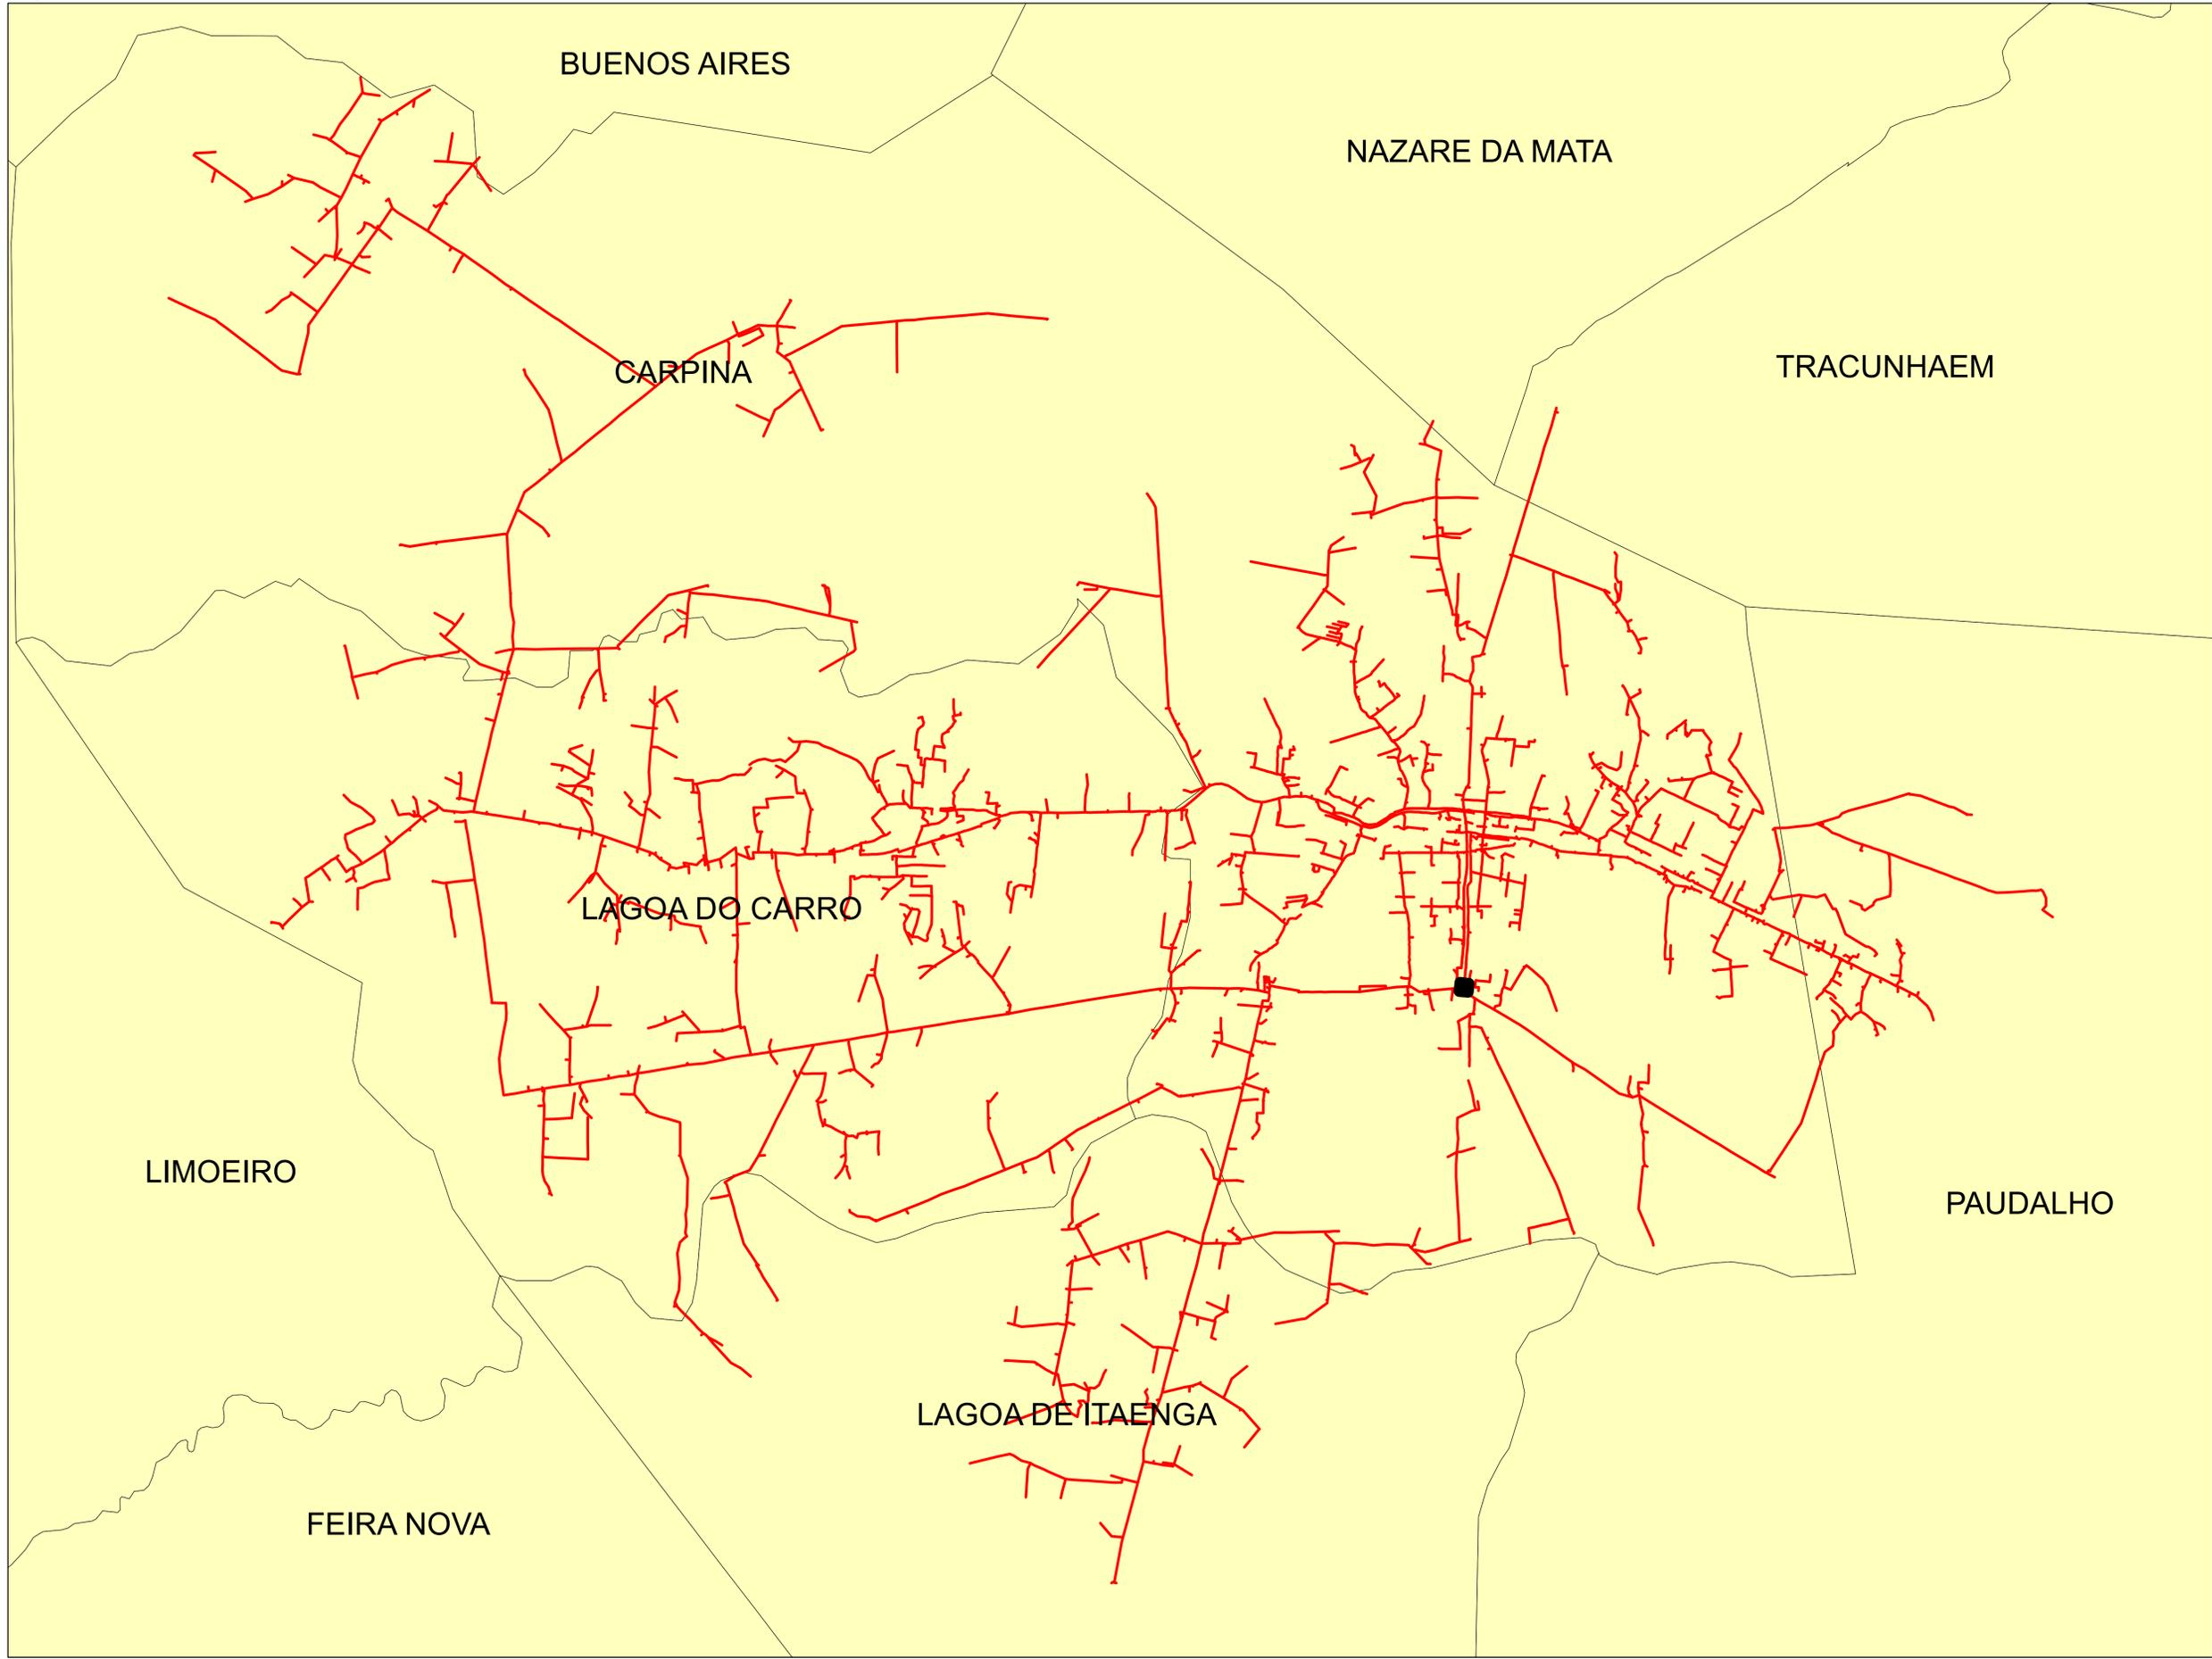 BUENOS AIRES
NAZARE DA MATA
TRACUNHAEM
CARPINA
LAGOA DO CARRO
LIMOEIRO
PAUDALHO
LAGOA DE ITAENGA
FEIRA NOVA